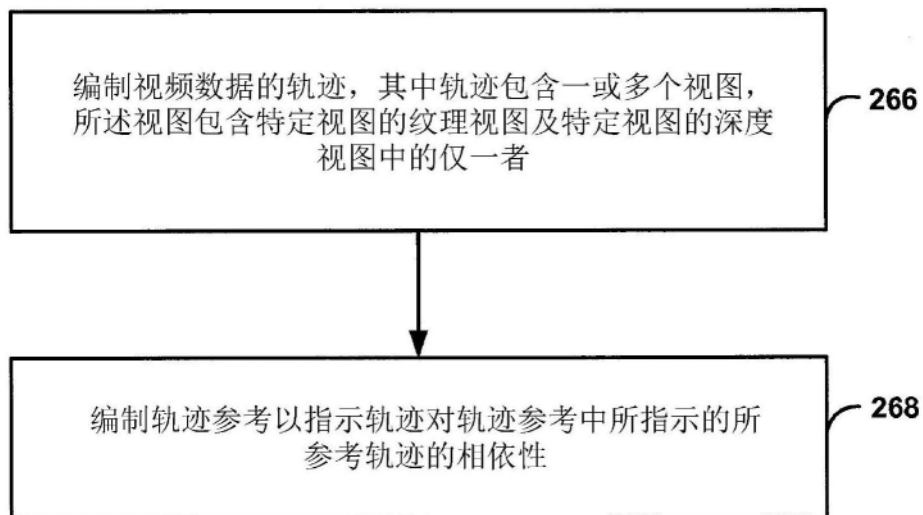 编制视频数据的轨迹，其中轨迹包含一或多个视图，
所述视图包含特定视图的纹理视图及特定视图的深度
视图中的仅一者
266
编制轨迹参考以指示轨迹对轨迹参考中所指示的所
参考轨迹的相依性
268